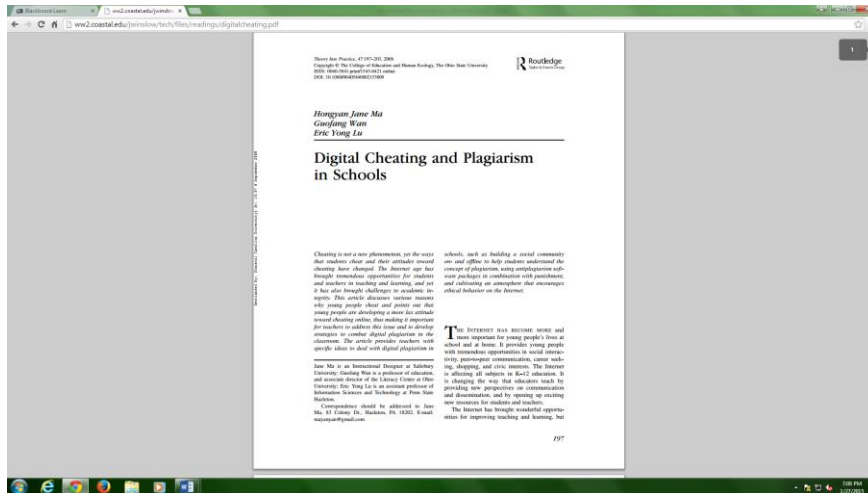 Blackboard Learn
ww2.coastal.edu/jwinslow
ww2.coastal.edu/jwinslow/tech/files/readings/digitalcheating.pdf
1
Theory Into Practice, 47:197–203, 2008
Copyright © The College of Education and Human Ecology, The Ohio State University
ISSN: 0040-5841 print/1543-0421 online
Routledge
Taylor & Francis Group
Hongyan Jane Ma
Guofang Wan
Eric Yong Lu
Digital Cheating and Plagiarism
in Schools
Cheating is not a new phenomenon, yet the ways
that students cheat and their attitudes toward
cheating have changed. The Internet age has
brought tremendous opportunities for students
and teachers in teaching and learning, and yet
it has also brought challenges to academic in-
tegrity. This article discusses various reasons
why young people cheat and points out that
young people are developing a more lax attitude
toward cheating online, thus making it important
for teachers to address this issue and to develop
strategies to combat digital plagiarism in the
classroom. The article provides teachers with
specific ideas to deal with digital plagiarism in
Jane Ma is an Instructional Designer at Salisbury
University; Guofang Wan is a professor of education,
and associate director of the Literacy Center at Ohio
University; Eric Yong Lu is an assistant professor of
Information Sciences and Technology at Penn State
Hazleton.
Correspondence should be addressed to Jane
Ma, 83 Colony Dr., Hazleton, PA 18202. E-mail:
schools, such as building a social community
on- and offline to help students understand the
concept of plagiarism, using antiplagiarism soft-
ware packages in combination with punishment,
and cultivating an atmosphere that encourages
ethical behavior on the Internet.
THE INTERNET HAS BECOME MORE and
more important for young people's lives at
school and at home. It provides young people
with tremendous opportunities in social interac-
tivity, peer-to-peer communication, career seek-
ing, shopping, and civic interests. The Internet
is affecting all subjects in K–12 education. It
is changing the way that educators teach by
providing new perspectives on communication
and dissemination, and by opening up exciting
new resources for students and teachers.
The Internet has brought wonderful opportu-
nities for improving teaching and learning, but
197
7:00 PM